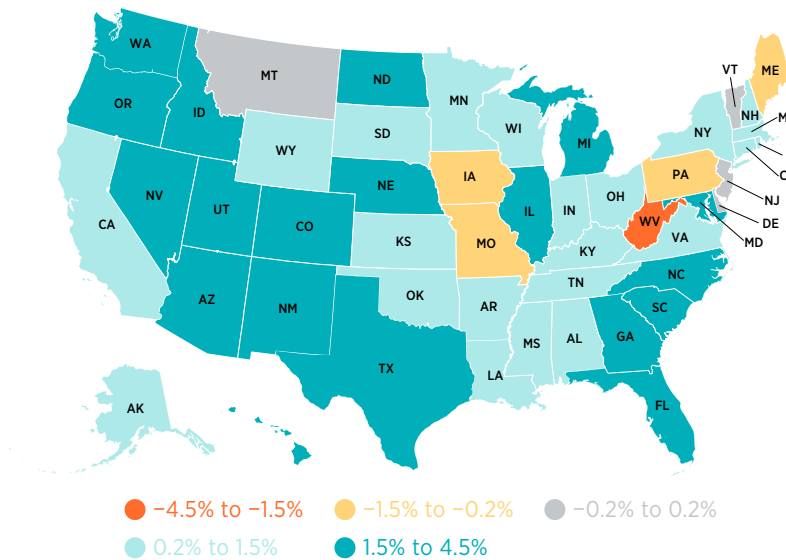 WA
MT
ND
OR
ID
MN
SD
WI
WY
MI
VT
ME
NH
M
NY
C
NE
IA
PA
NJ
NV
UT
CO
IL
IN
OH
DE
CA
KS
MO
WV
VA
MD
KY
AZ
NM
OK
AR
TN
NC
SC
MS
AL
GA
TX
LA
FL
AK
−4.5% to −1.5%
−1.5% to −0.2%
−0.2% to 0.2%
0.2% to 1.5%
1.5% to 4.5%